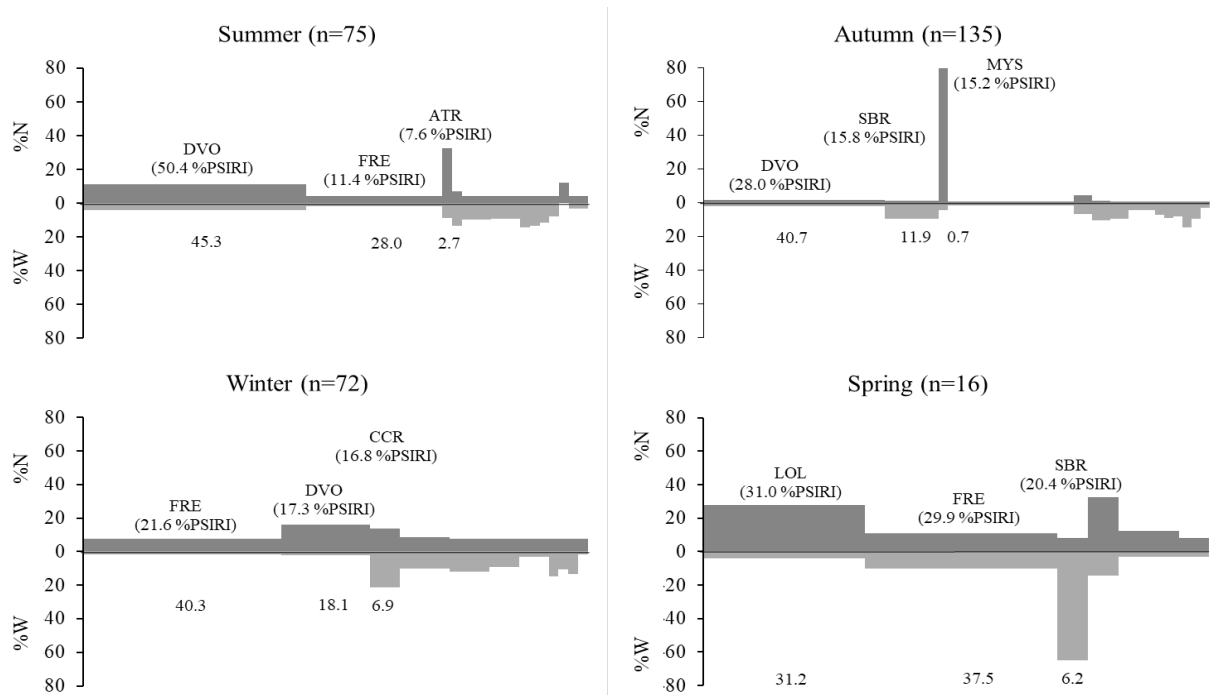 Summer (n=75)
80
60
40
20
0
20
40
60
80
%N
%W
DVO
(50.4 %PSIRI)
FRE
(11.4 %PSIRI)
ATR
(7.6 %PSIRI)
45.3
28.0
2.7
Autumn (n=135)
80
60
40
20
0
20
40
60
80
%N
%W
DVO
(28.0 %PSIRI)
SBR
(15.8 %PSIRI)
MYS
(15.2 %PSIRI)
40.7
11.9
0.7
Winter (n=72)
80
60
40
20
0
20
40
60
80
%N
%W
FRE
(21.6 %PSIRI)
DVO
(17.3 %PSIRI)
CCR
(16.8 %PSIRI)
40.3
18.1
6.9
Spring (n=16)
80
60
40
20
0
-20
-40
-60
-80
%N
%W
LOL
(31.0 %PSIRI)
FRE
(29.9 %PSIRI)
SBR
(20.4 %PSIRI)
31.2
37.5
6.2